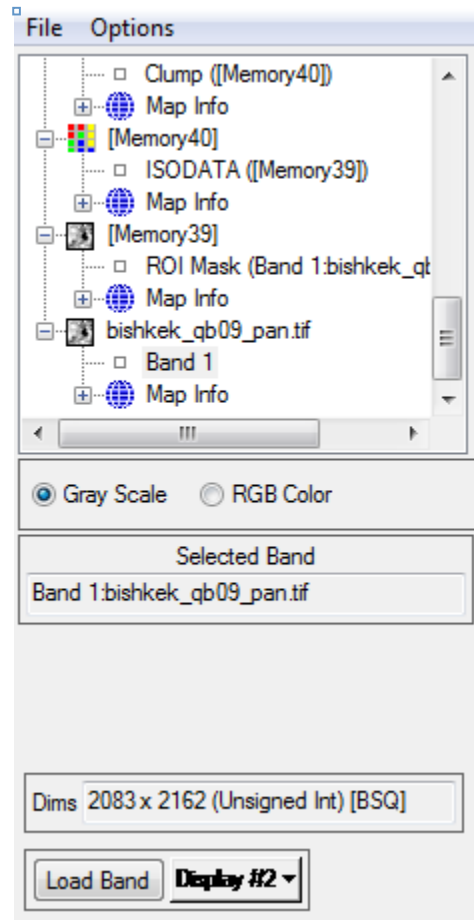 File Options
Clump ([Memory40])
Map Info
[Memory40]
ISODATA ([Memory39])
Map Info
[Memory39]
ROI Mask (Band 1:bishkek_qb
Map Info
bishkek_qb09_pan.tif
Band 1
Map Info
Gray Scale RGB Color
Selected Band
Band 1:bishkek_qb09_pan.tif
Dims 2083 x 2162 (Unsigned Int) [BSQ]
Load Band Display #2